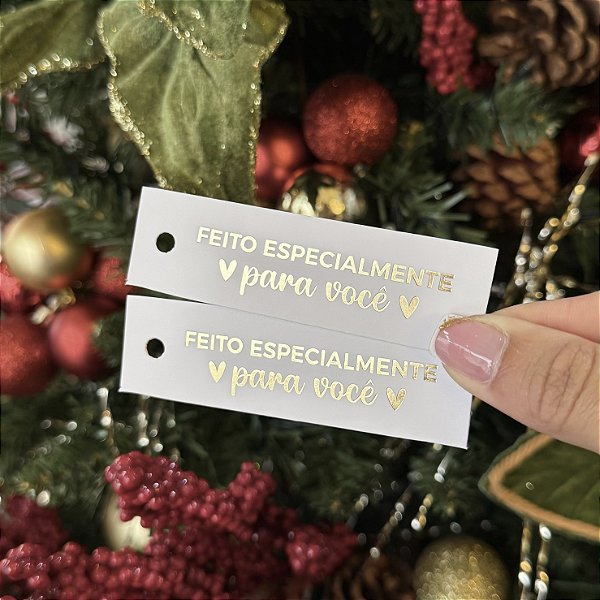 FEITO ESPECIALMENTE
para você
FEITO ESPECIALMENTE
para você